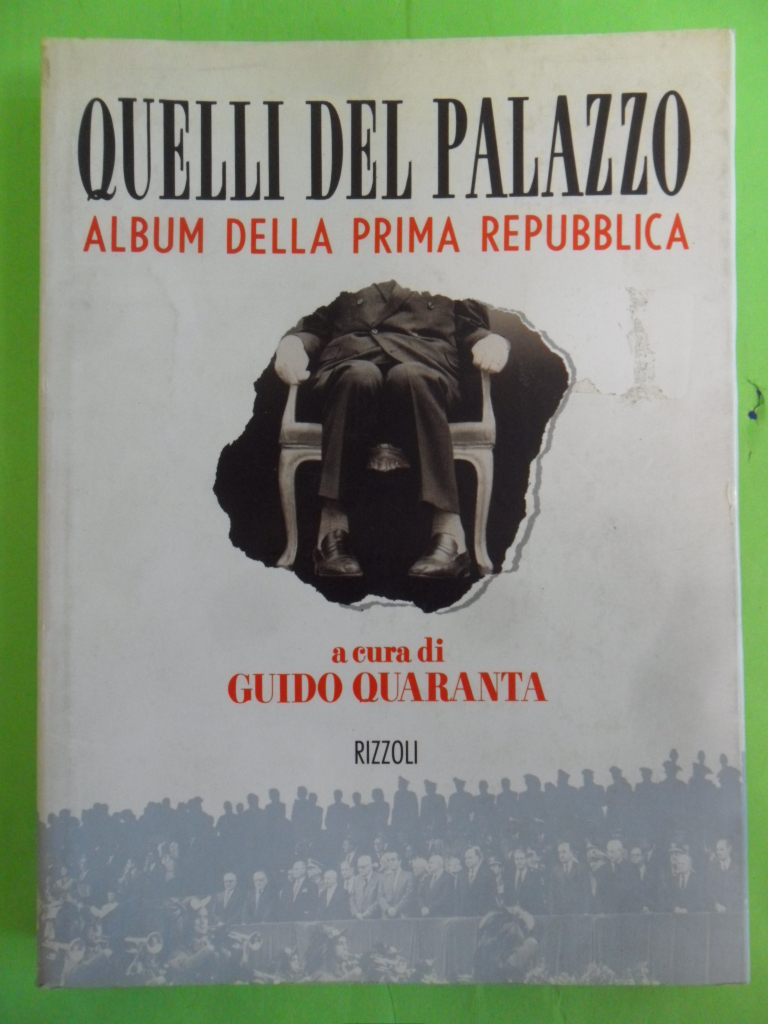 QUELLI DEL PALAZZO
ALBUM DELLA PRIMA REPUBBLICA
a cura di
GUIDO QUARANTA
RIZZOLI